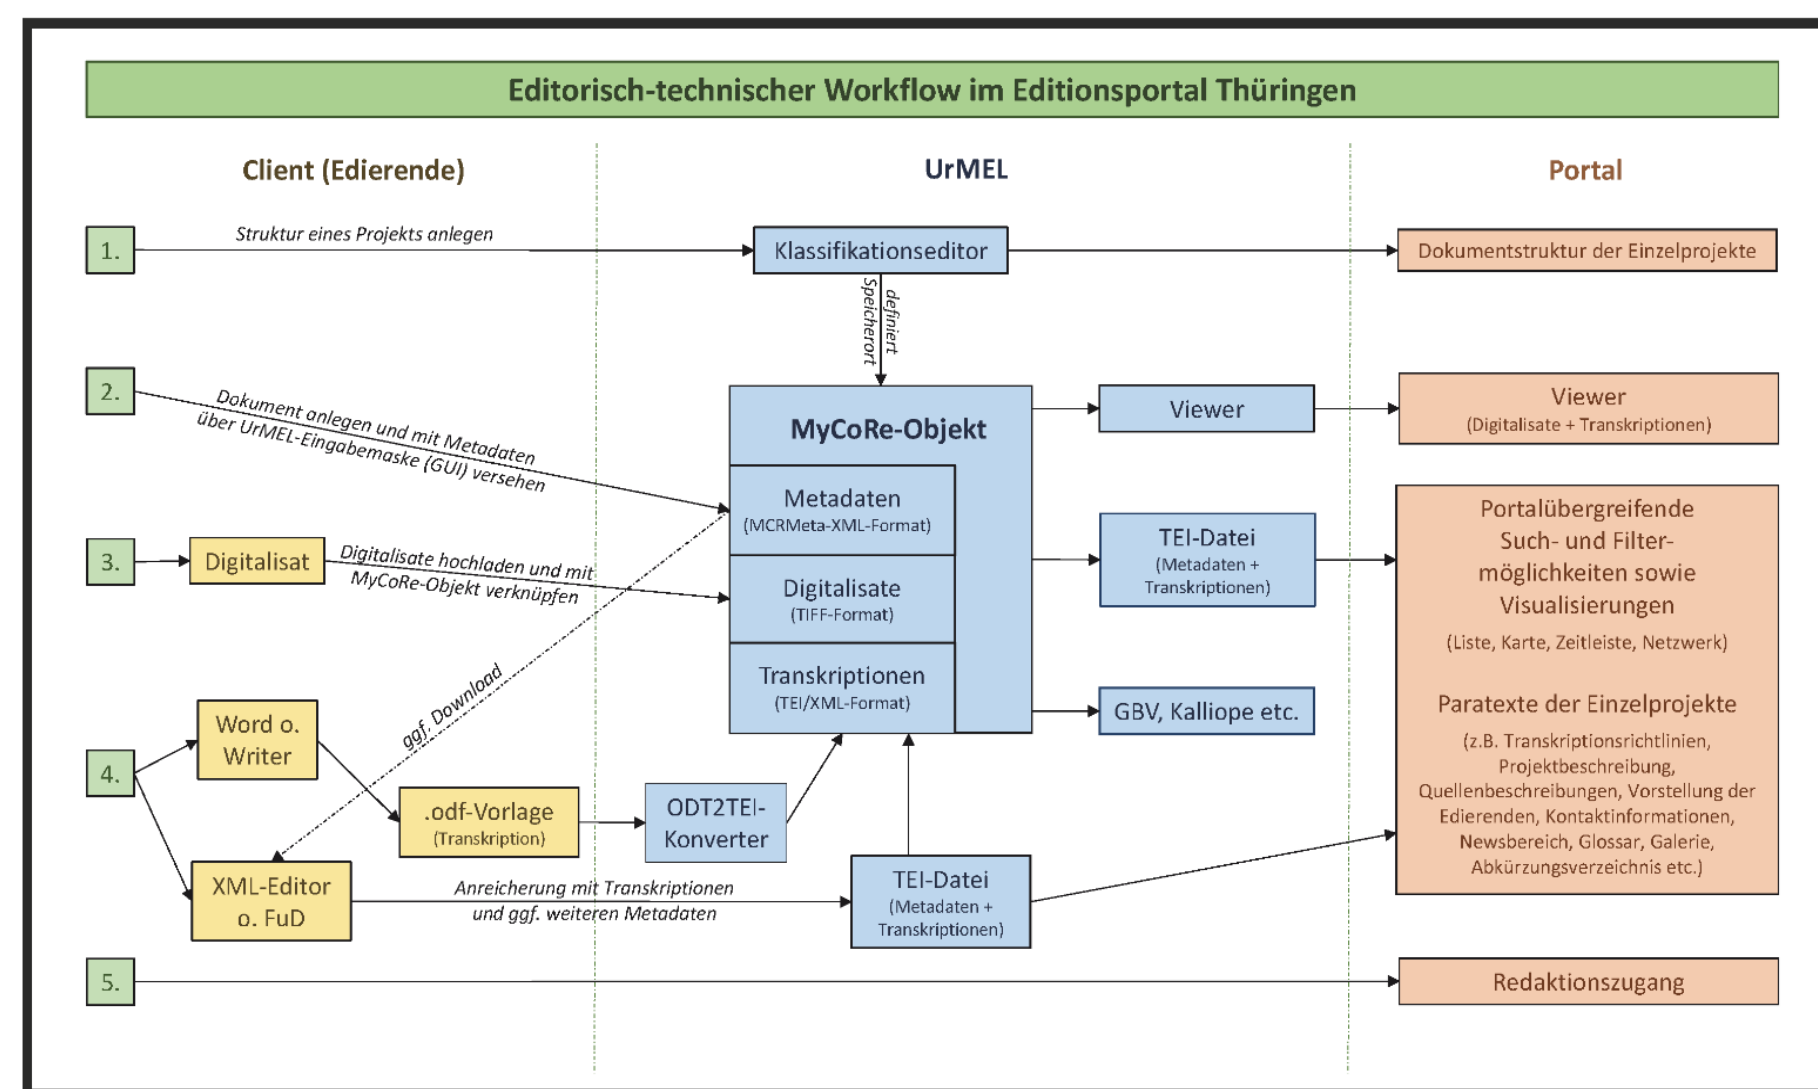 Editorisch-technischer Workflow im Editionsportal Thüringen
Client (Edierende)
UrMEL
Portal
1.
Struktur eines Projekts anlegen
Klassifikationseditor
Dokumentstruktur der Einzelprojekte
definiert
Speicherort
2.
Dokument anlegen und mit Metadaten
über UrMEL-Eingabemaske (GUI) versehen
MyCoRe-Objekt
Viewer
Viewer
(Digitalisate + Transkriptionen)
Metadaten
(MCRMeta-XML-Format)
3.
Digitalisat
Digitalisate hochladen und mit
MyCoRe-Objekt verknüpfen
Digitalisate
(TIFF-Format)
TEI-Datei
(Metadaten +
Transkriptionen)
Transkriptionen
(TEI/XML-Format)
GBV, Kalliope etc.
Portalübergreifende
Such- und Filter-
möglichkeiten sowie
Visualisierungen
(Liste, Karte, Zeitleiste, Netzwerk)
Paratexte der Einzelprojekte
(z.B. Transkriptionsrichtlinien,
Projektbeschreibung,
Quellenbeschreibungen, Vorstellung der
Edierenden, Kontaktinformationen,
Newsbereich, Glossar, Galerie,
Abkürzungsverzeichnis etc.)
ggf. Download
4.
Word o.
Writer
.odf-Vorlage
(Transkription)
ODT2TEI-
Konverter
XML-Editor
o. FuD
Anreicherung mit Transkriptionen
und ggf. weiteren Metadaten
TEI-Datei
(Metadaten +
Transkriptionen)
5.
Redaktionszugang